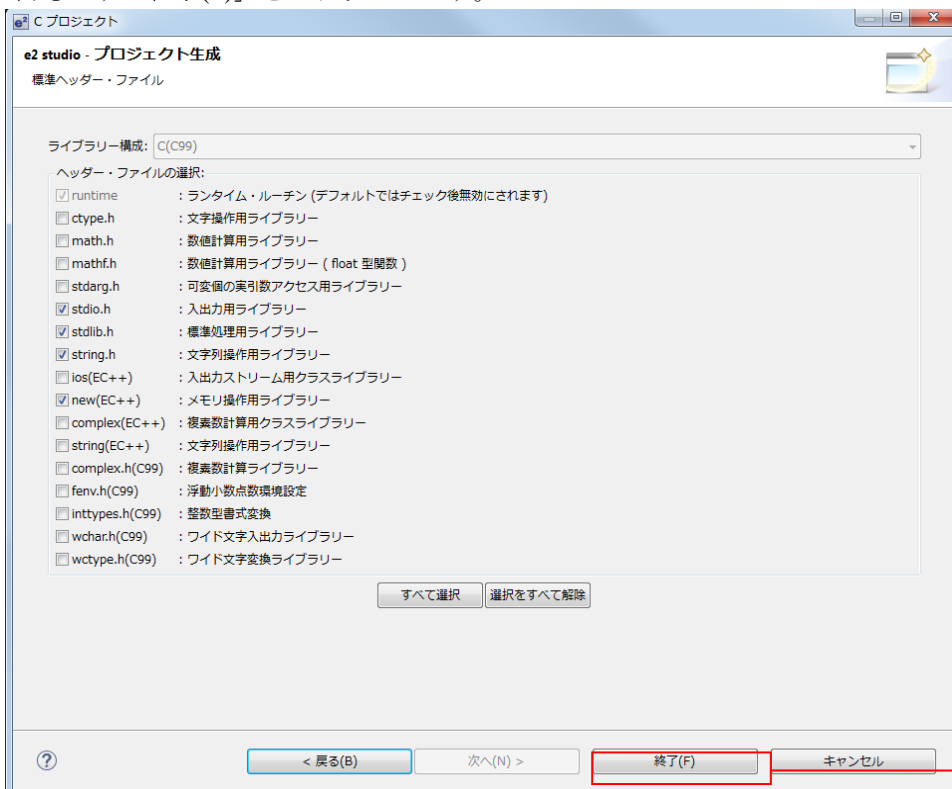 C プロジェクト
e2 studio - プロジェクト生成
標準ヘッダー・ファイル
ライブラリー構成: C(C99)
ヘッダー・ファイルの選択:
runtime : ランタイム・ルーチン (デフォルトではチェック後無効にされます)
ctype.h : 文字操作用ライブラリー
math.h : 数値計算用ライブラリー
mathf.h : 数値計算用ライブラリー ( float 型関数 )
stdarg.h : 可変個の実引数アクセス用ライブラリー
stdio.h : 入出力用ライブラリー
stdlib.h : 標準処理用ライブラリー
string.h : 文字列操作用ライブラリー
ios(EC++) : 入出力ストリーム用クラスライブラリー
new(EC++) : メモリ操作用ライブラリー
complex(EC++) : 複素数計算用クラスライブラリー
string(EC++) : 文字列操作用ライブラリー
complex.h(C99) : 複素数計算ライブラリー
fenv.h(C99) : 浮動小数点数環境設定
inttypes.h(C99) : 整数型書式変換
wchar.h(C99) : ワイド文字入出力ライブラリー
wctype.h(C99) : ワイド文字変換ライブラリー
すべて選択 選択をすべて解除
< 戻る(B) 次へ(N) > 終了(F) キャンセル